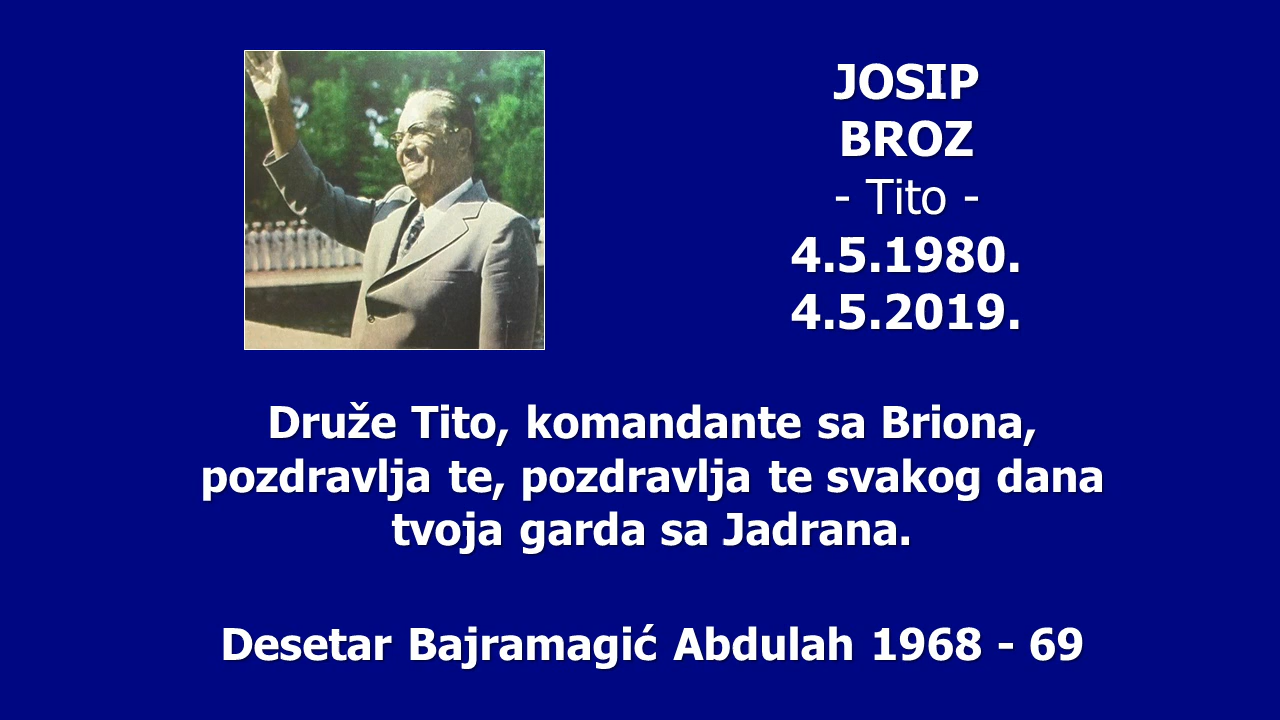 JOSIP
BROZ
- Tito -
4.5.1980.
4.5.2019.
Druže Tito, komandante sa Briona,
pozdravlja te, pozdravlja te svakog dana
tvoja garda sa Jadrana.
Desetar Bajramagić Abdulah 1968 - 69